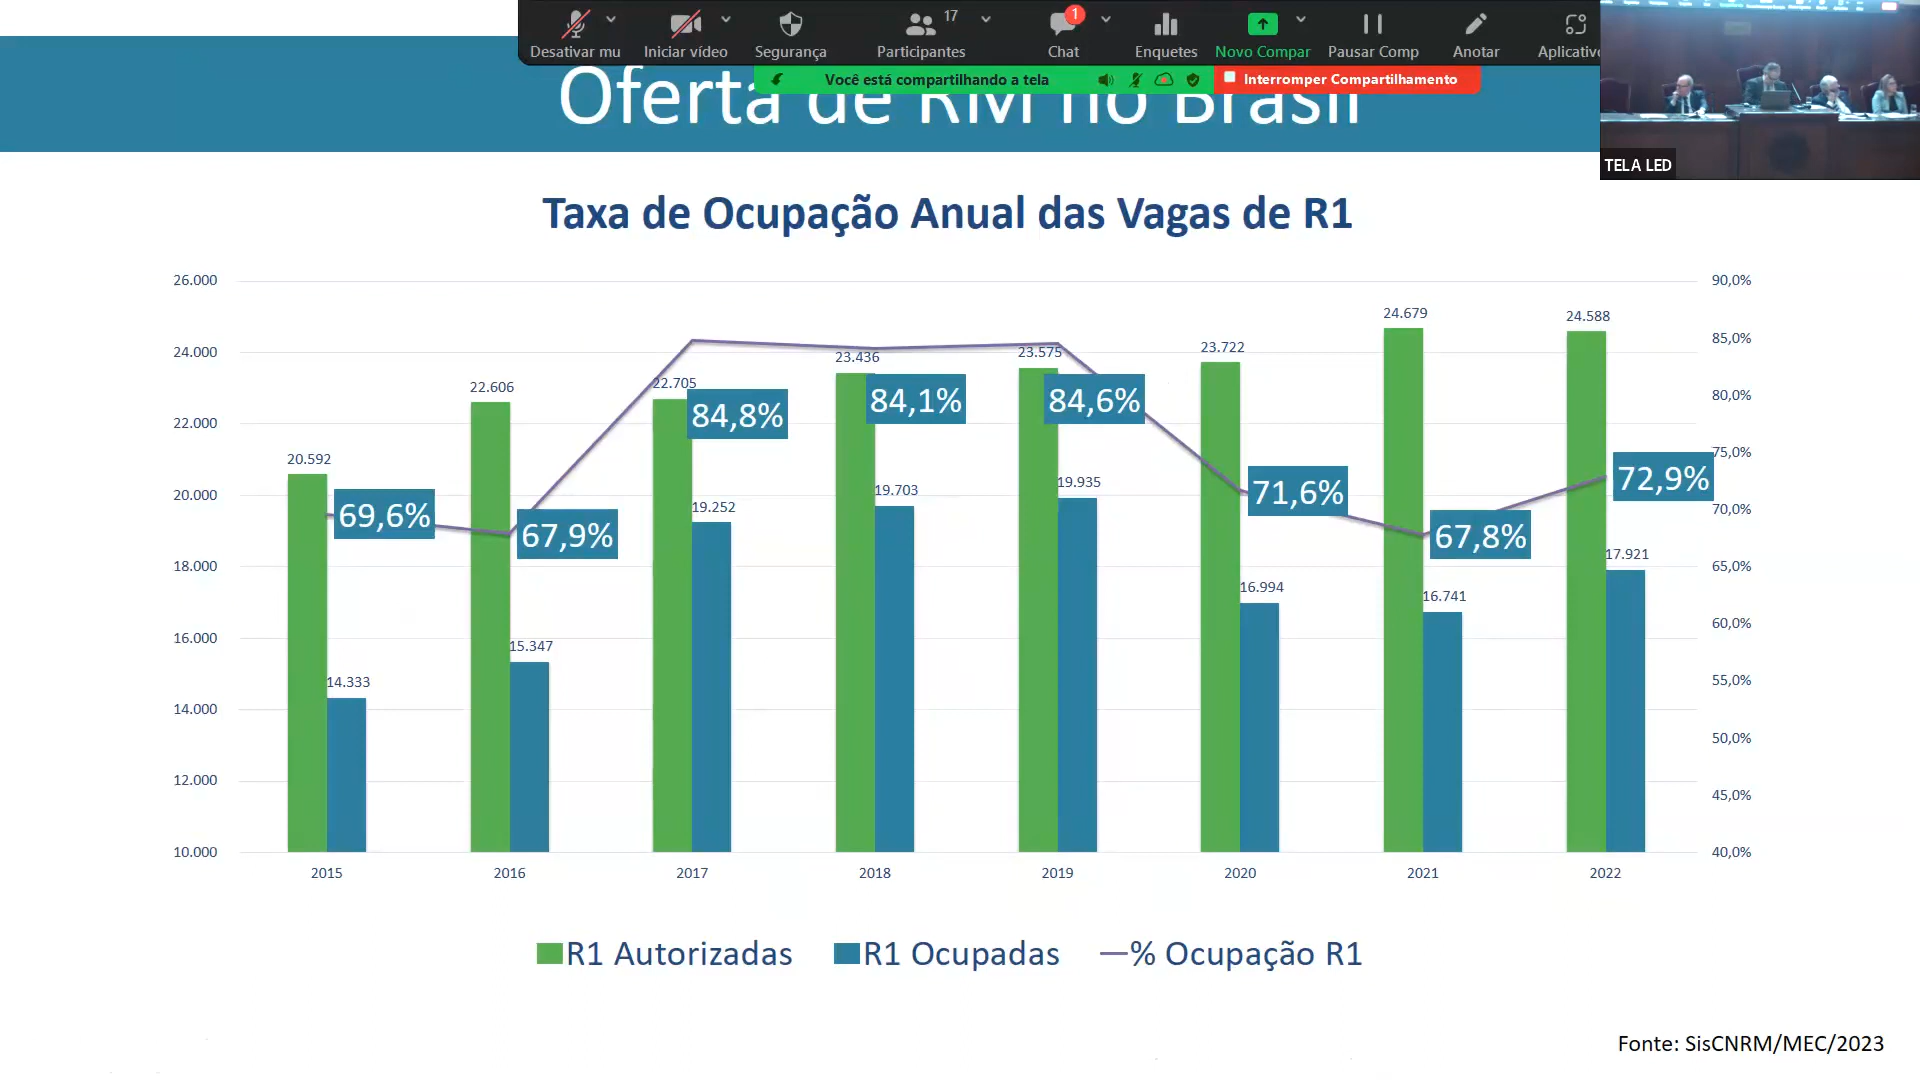 Desativar mu
Iniciar vídeo
Segurança
17
Participantes
1
Chat
Enquetes
Novo Compar
Pausar Comp
Anotar
Aplicativo
Você está compartilhando a tela
Interromper Compartilhamento
TELA LED
Oferta de RM no Brasil
Taxa de Ocupação Anual das Vagas de R1
26.000
24.000
22.000
20.000
18.000
16.000
14.000
12.000
10.000
90,0%
85,0%
80,0%
75,0%
70,0%
65,0%
60,0%
55,0%
50,0%
45,0%
40,0%
20.592
22.606
22.705
23.436
23.575
23.722
24.679
24.588
69,6%
67,9%
84,8%
84,1%
84,6%
71,6%
67,8%
72,9%
14.333
15.347
19.252
19.703
19.935
16.994
16.741
17.921
2015
2016
2017
2018
2019
2020
2021
2022
R1 Autorizadas
R1 Ocupadas
% Ocupação R1
Fonte: SisCNRM/MEC/2023